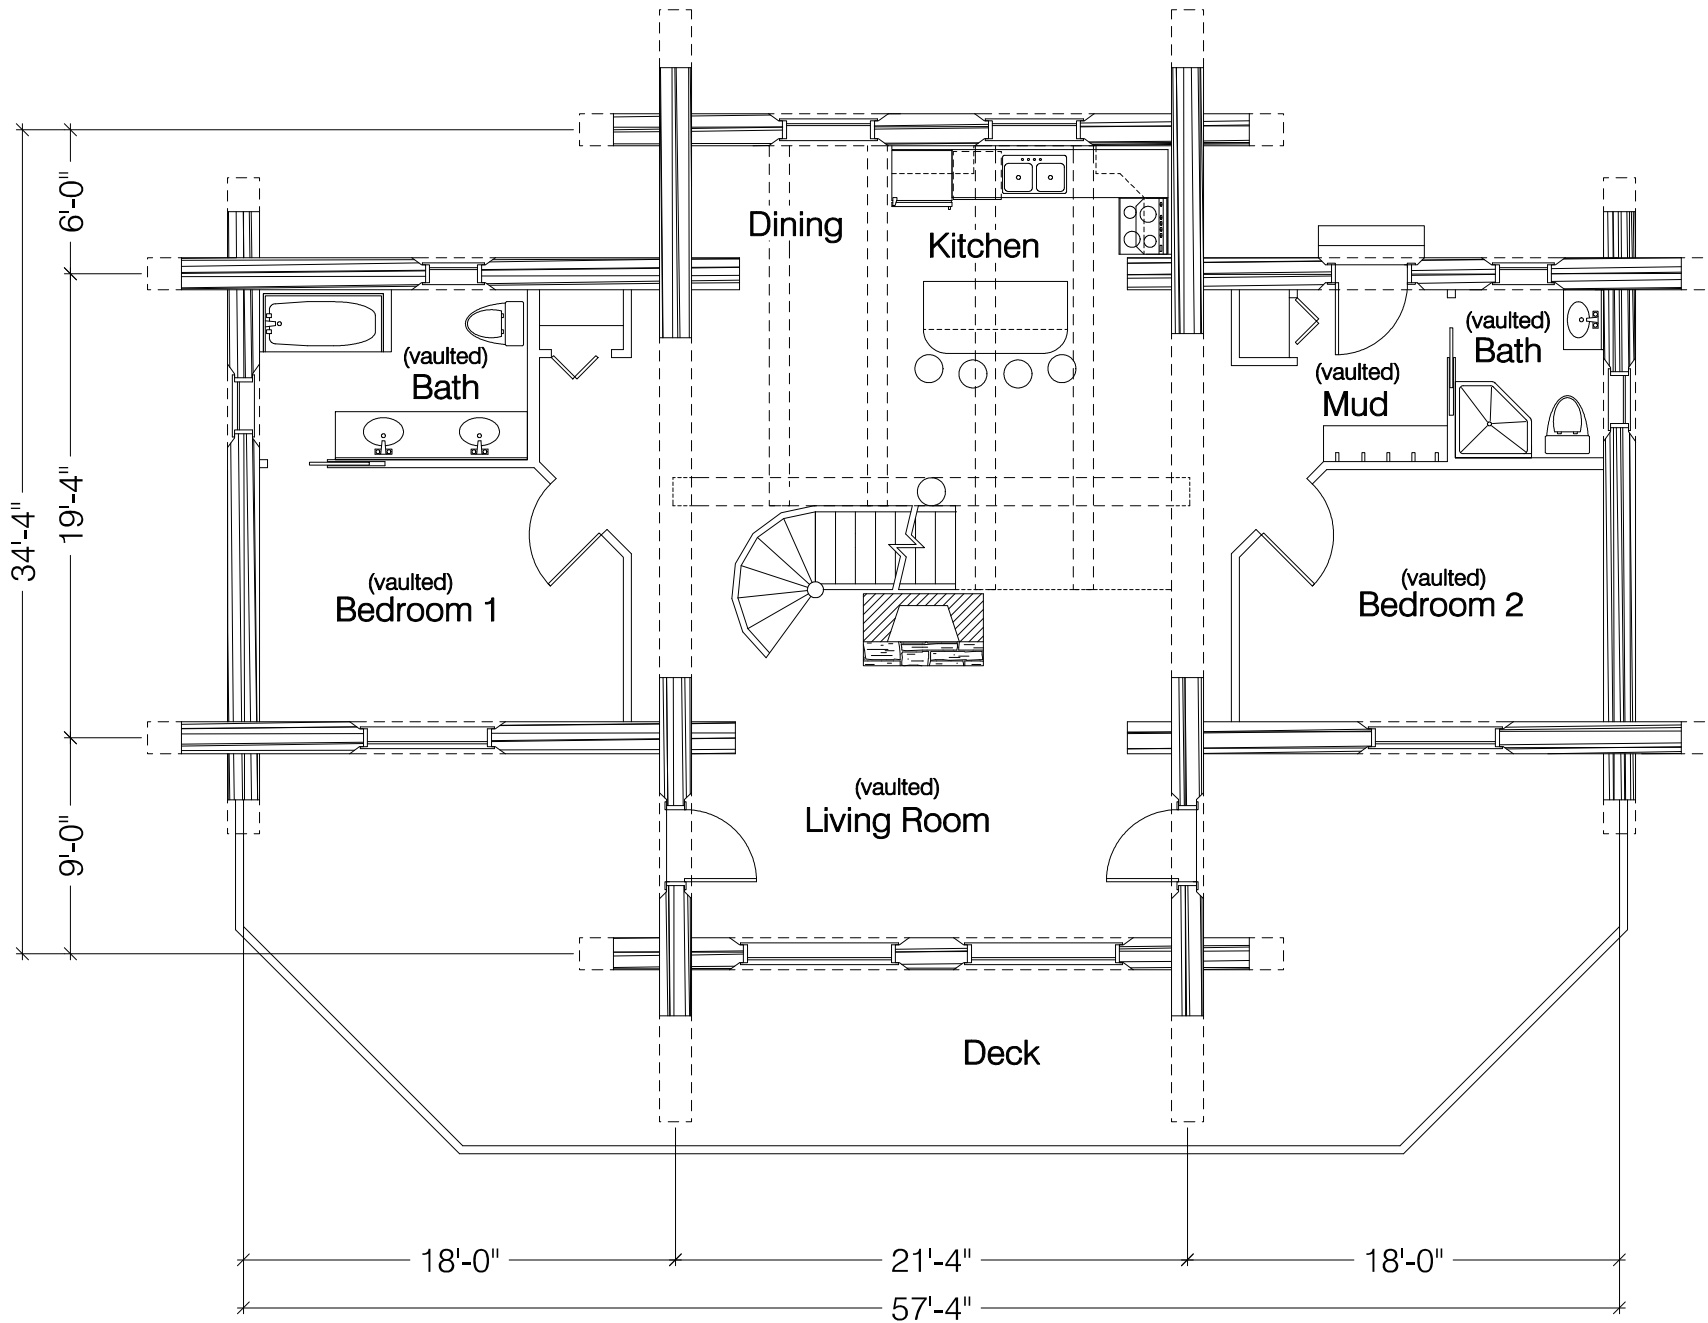 6'-0"
Dining
Kitchen
(vaulted)
Bath
(vaulted)
Bath
(vaulted)
Mud
34'-4"
19'-4"
(vaulted)
Bedroom 1
(vaulted)
Bedroom 2
9'-0"
(vaulted)
Living Room
Deck
18'-0"
21'-4"
18'-0"
57'-4"